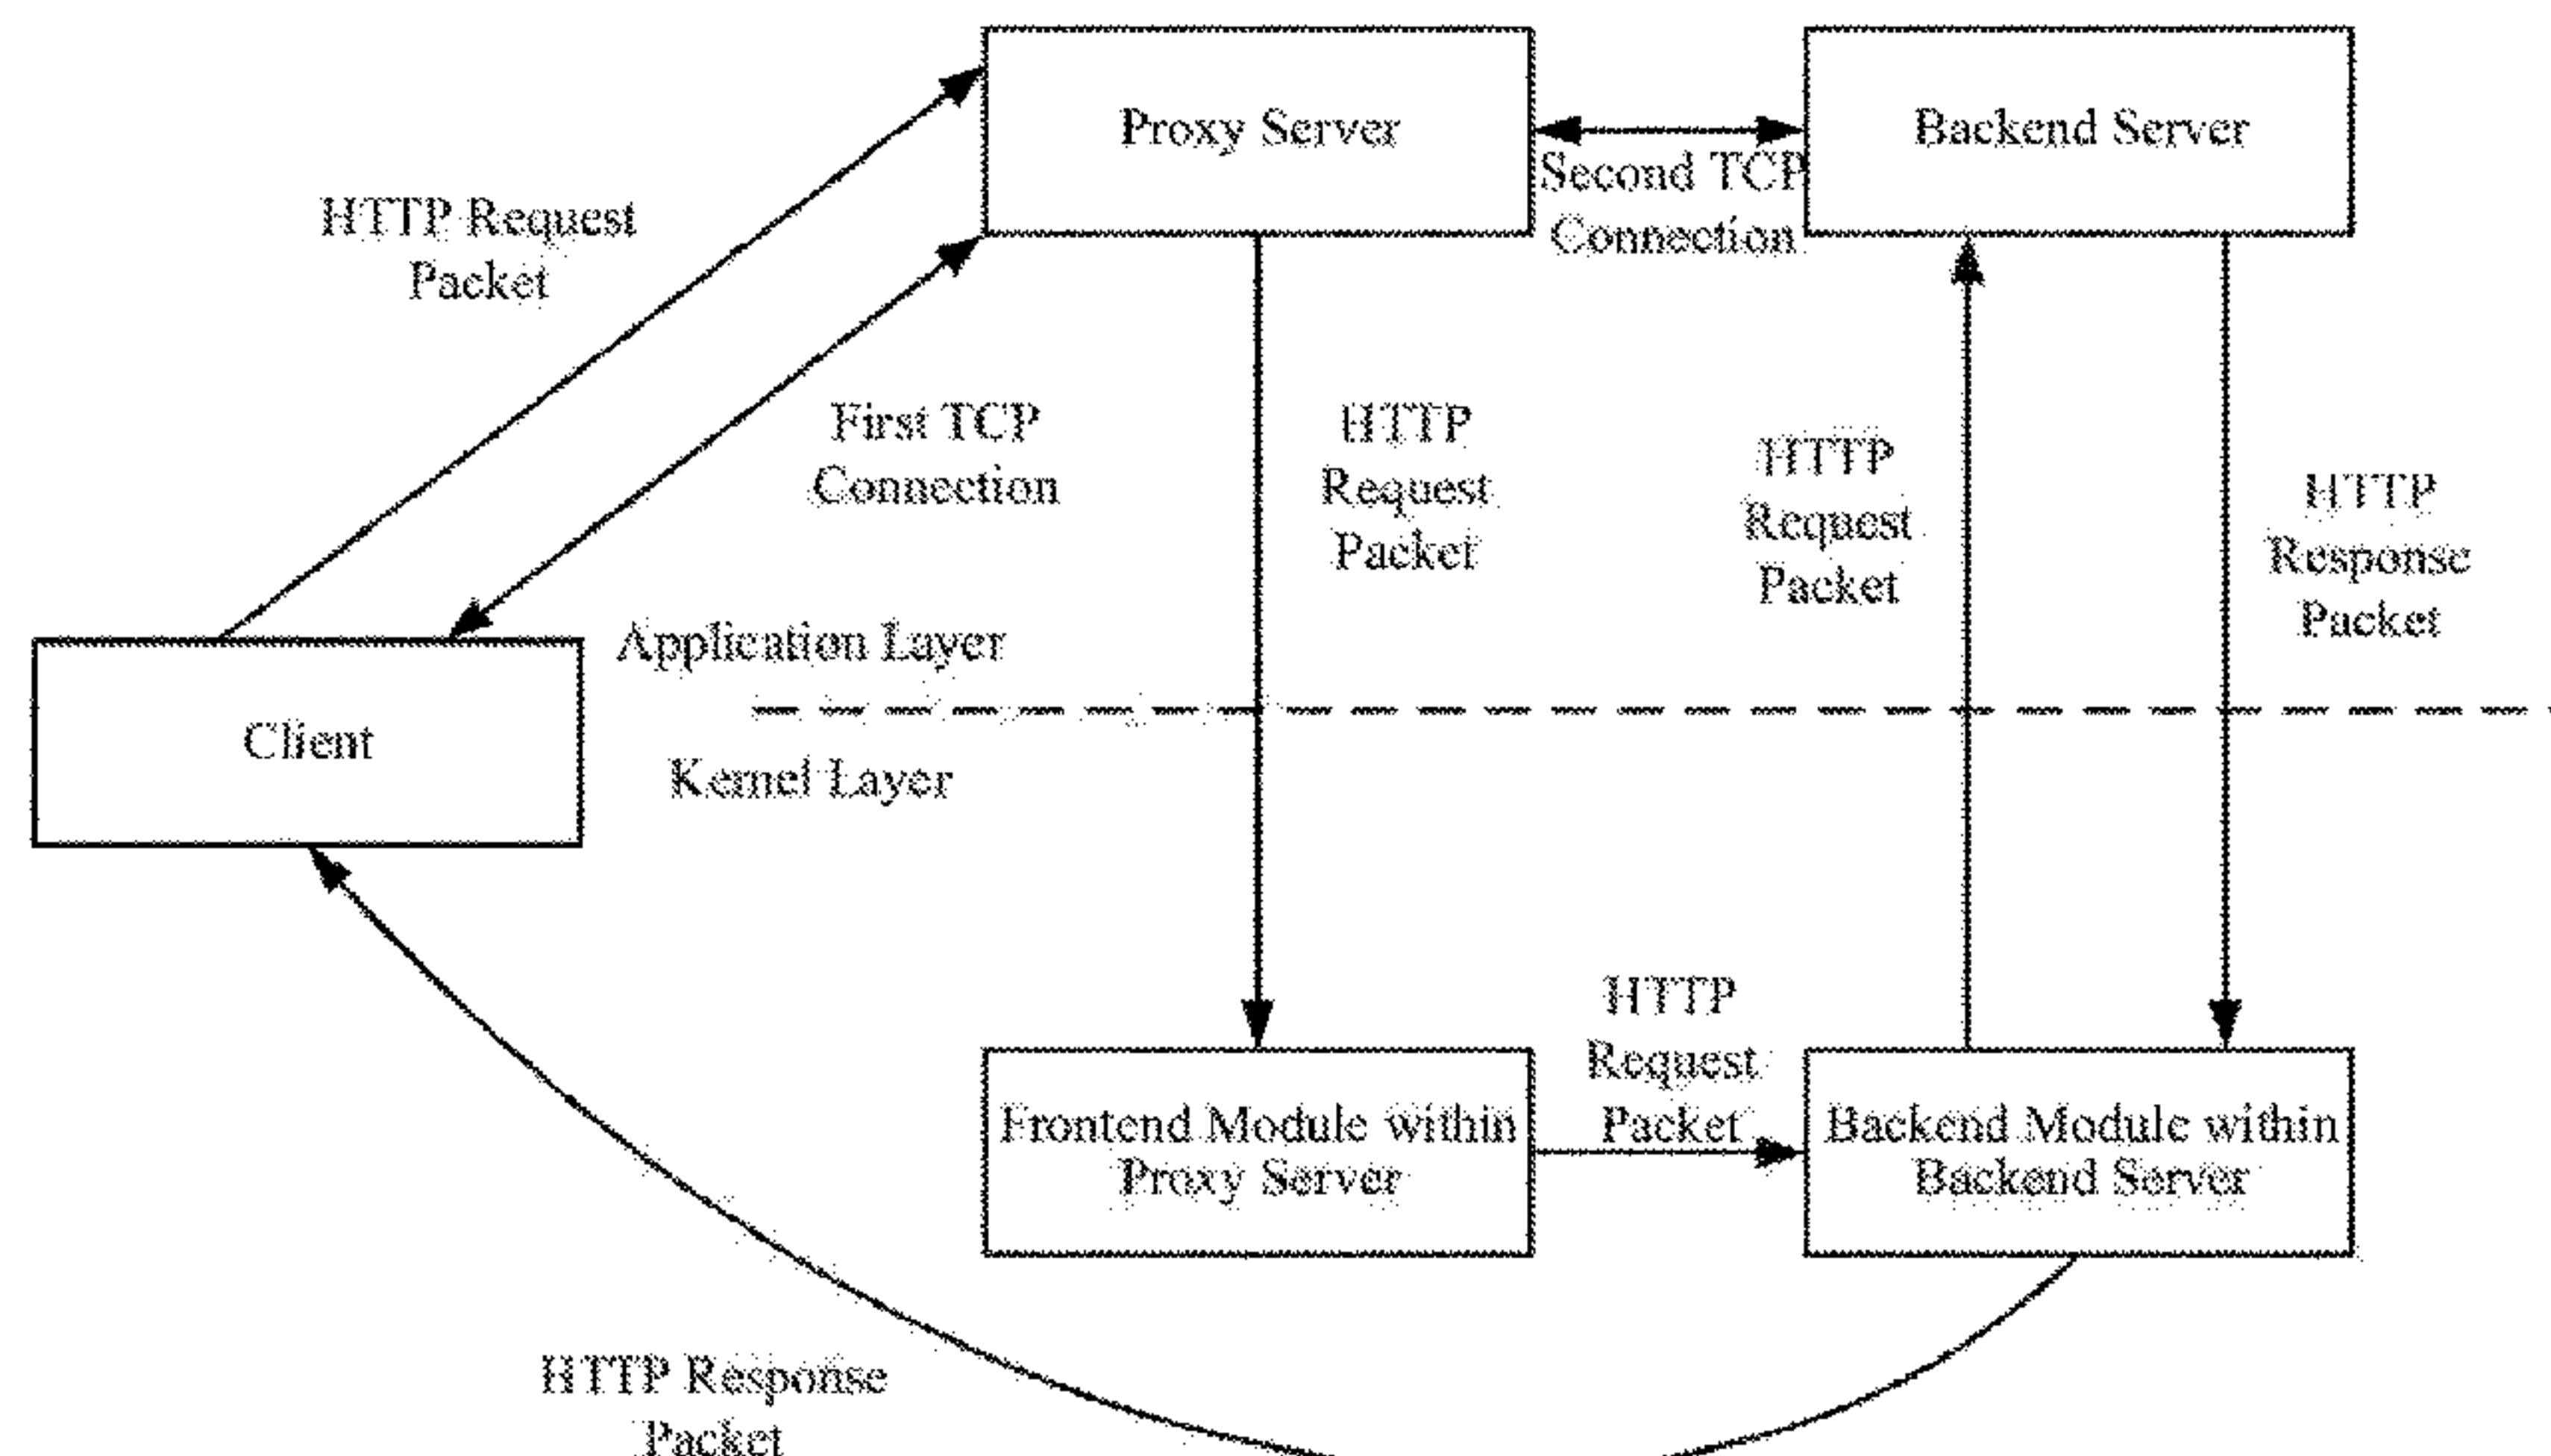 Proxy Server
Backend Server
Second TCP
Connection
HTTP Request
Packet
First TCP
Connection
HTTP
Request
Packet
HTTP
Request
Packet
HTTP
Response
Packet
Application Layer
Client
Kernel Layer
HTTP
Request
Packet
Frontend Module within
Proxy Server
Backend Module within
Backend Server
HTTP Response
Packet